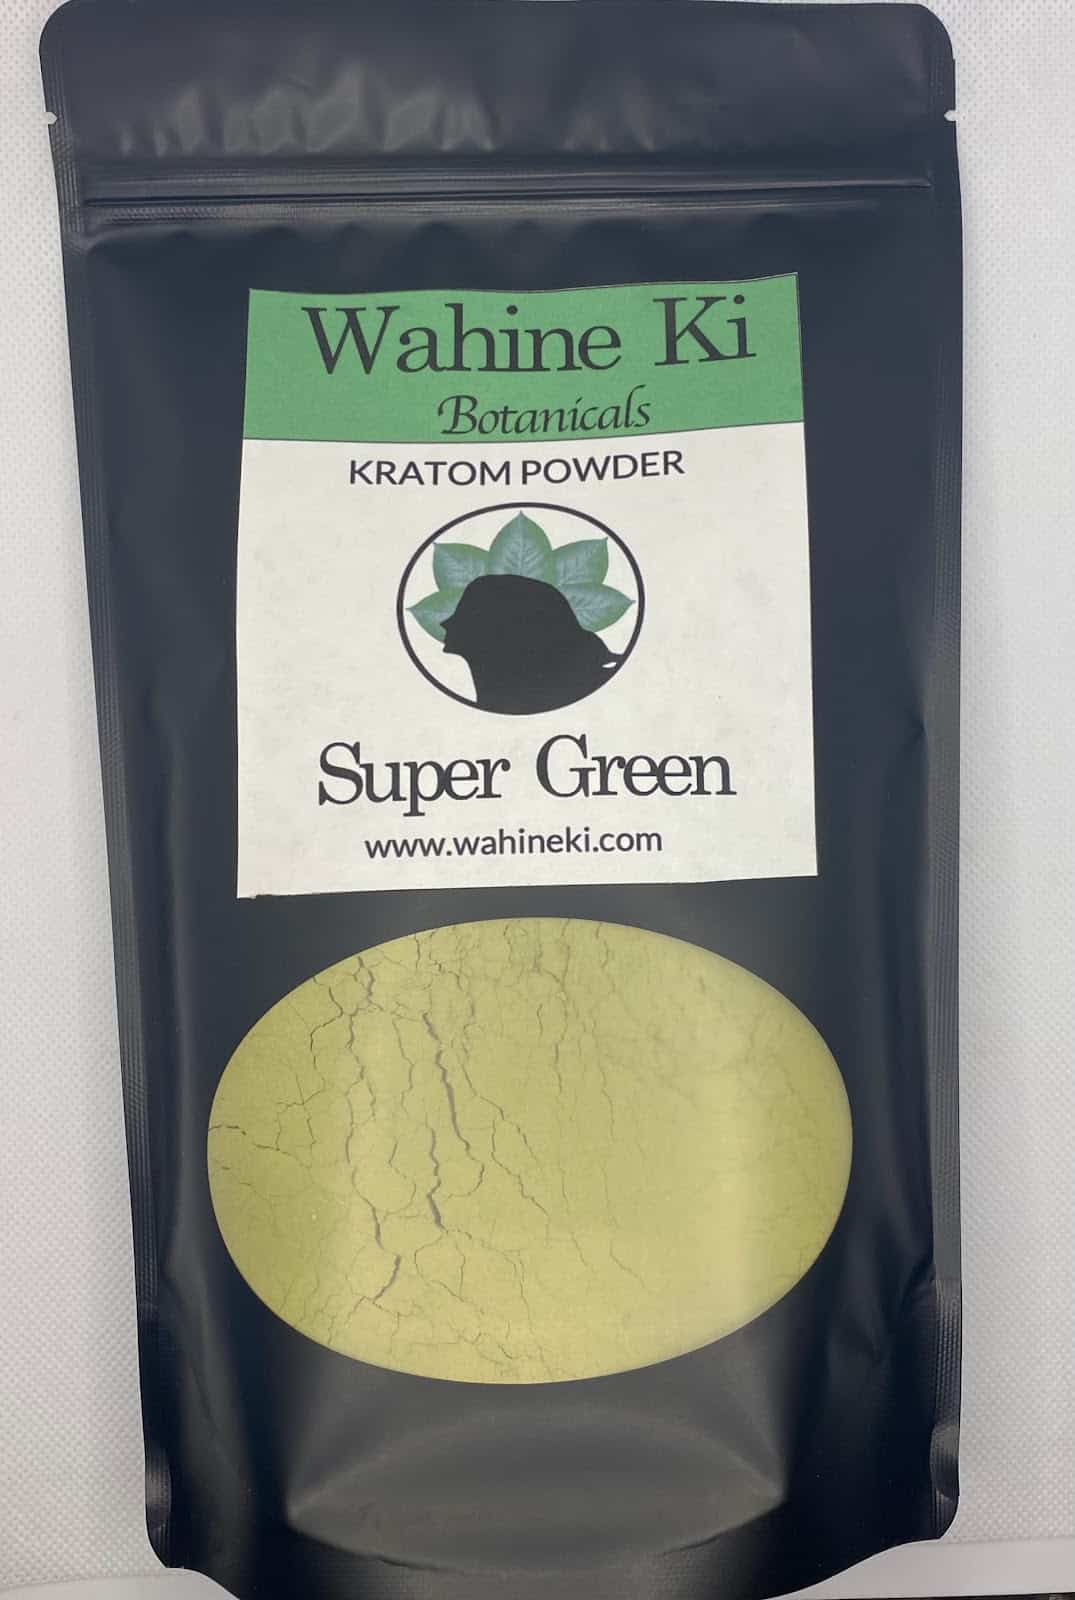 Wahine Ki
Botanicals
KRATOM POWDER
Super Green
www.wahineki.com